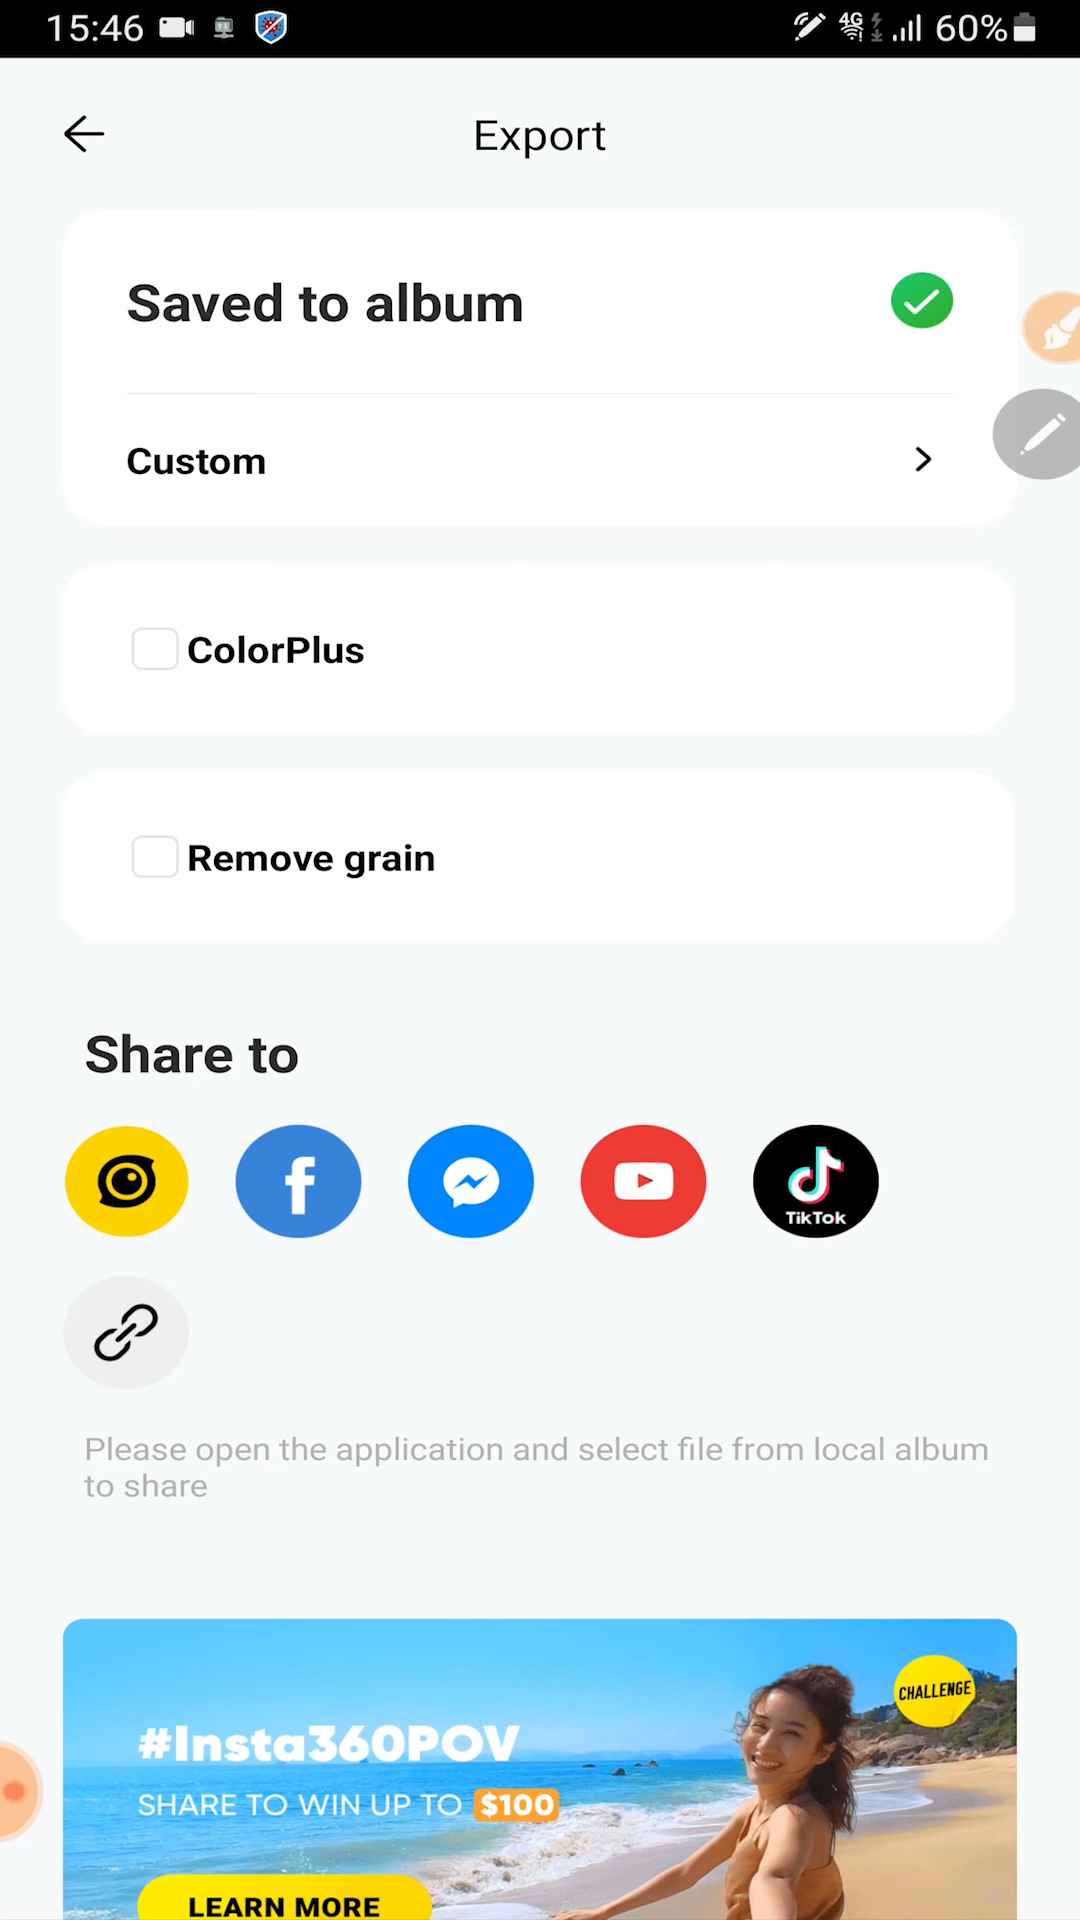 15:46
4G
60%
Export
Saved to album
Custom
ColorPlus
Remove grain
Share to
TikTok
Please open the application and select file from local album
to share
CHALLENGE
#Insta360POV
SHARE TO WIN UP TO $100
LEARN MORE